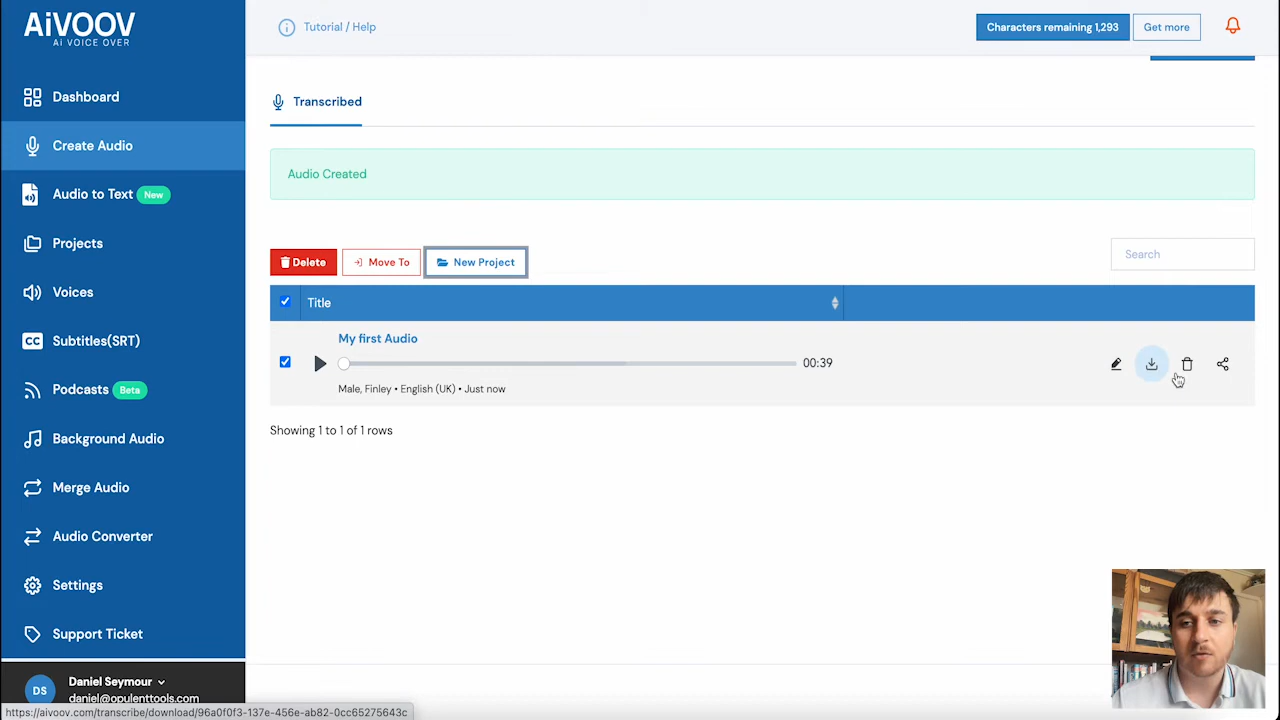 AiVOOV
Ai VOICE OVER
Tutorial / Help
Characters remaining 1,293
Get more
Dashboard
Create Audio
Audio to Text New
Projects
Voices
Subtitles(SRT)
Podcasts Beta
Background Audio
Merge Audio
Audio Converter
Settings
Support Ticket
DS
Daniel Seymour
daniel@opulenttools.com
Transcribed
Audio Created
Delete
Move To
New Project
Search
Title
My first Audio
00:39
Male, Finley • English (UK) • Just now
Showing 1 to 1 of 1 rows
CC
https://aivoov.com/transcribe/download/96a0f0f3-137e-456e-ab82-0cc65275643c